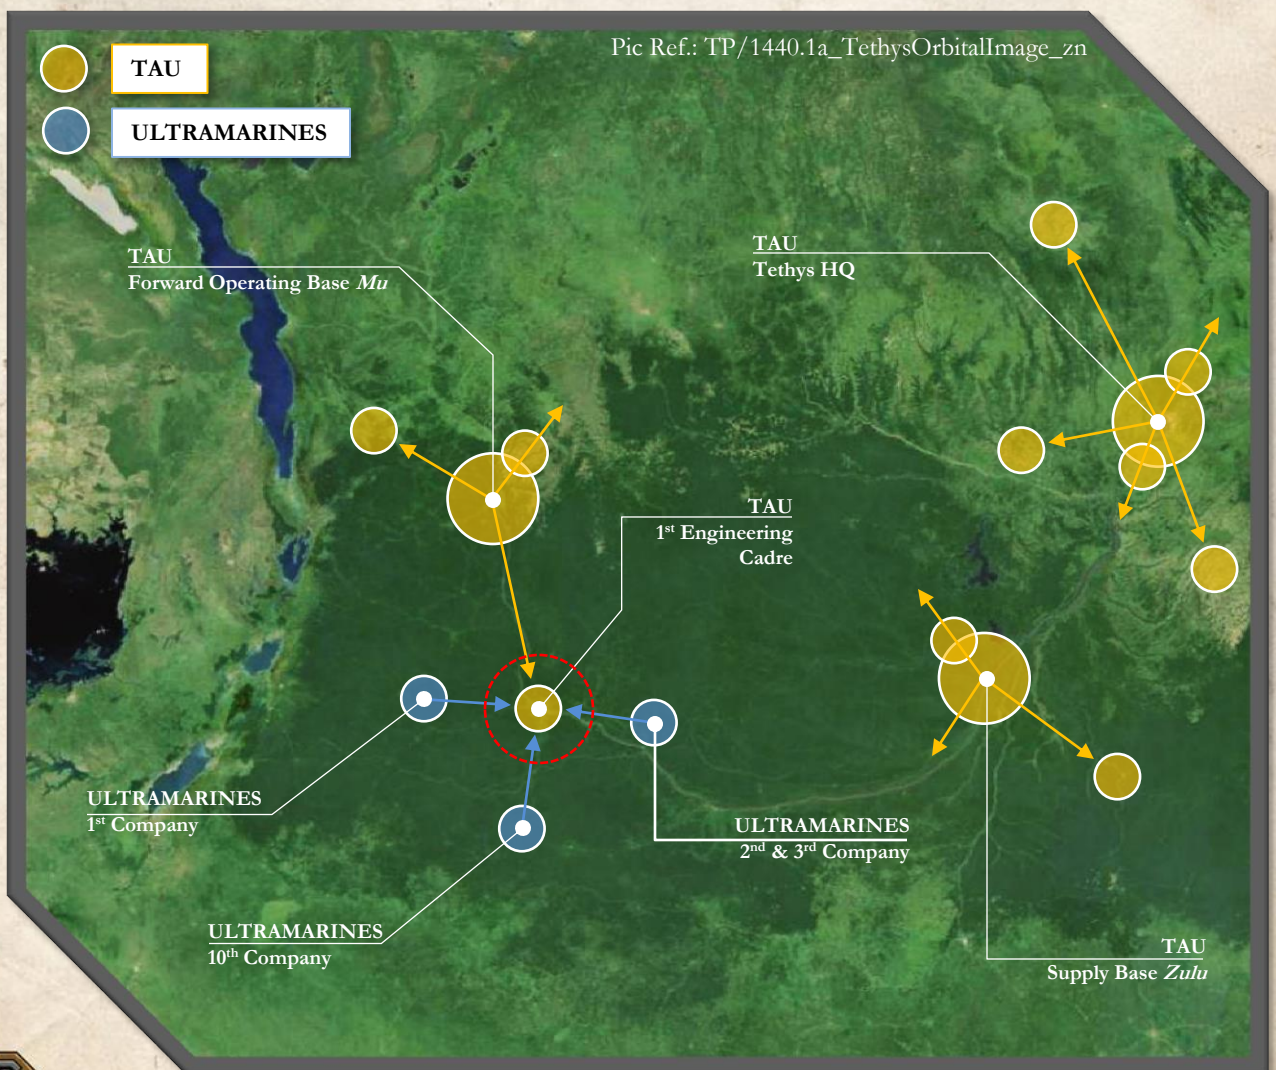 Pic Ref.: TP/1440.1a_TethysOrbitalImage_zn
TAU
ULTRAMARINES
TAU
Forward Operating Base Mu
TAU
Tethys HQ
TAU
1st Engineering
Cadre
ULTRAMARINES
1st Company
ULTRAMARINES
2nd & 3rd Company
ULTRAMARINES
10th Company
TAU
Supply Base Zulu